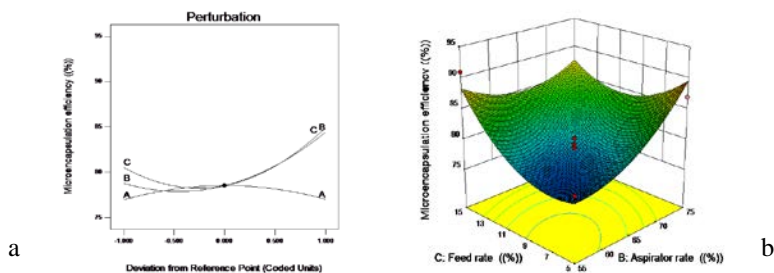 Perturbation
Microencapsulation efficiency ((%))
95
90
85
80
75
C
B
A
C B
A
-1.000 -0.500 0.000 0.500 1.000
Deviation from Reference Point (Coded Units)
a
Microencapsulation efficiency ((%))
95
90
85
80
75
15
13
11
9
7
5
55
60
65
70
75
C: Feed rate ((%))
B: Aspirator rate ((%))
b